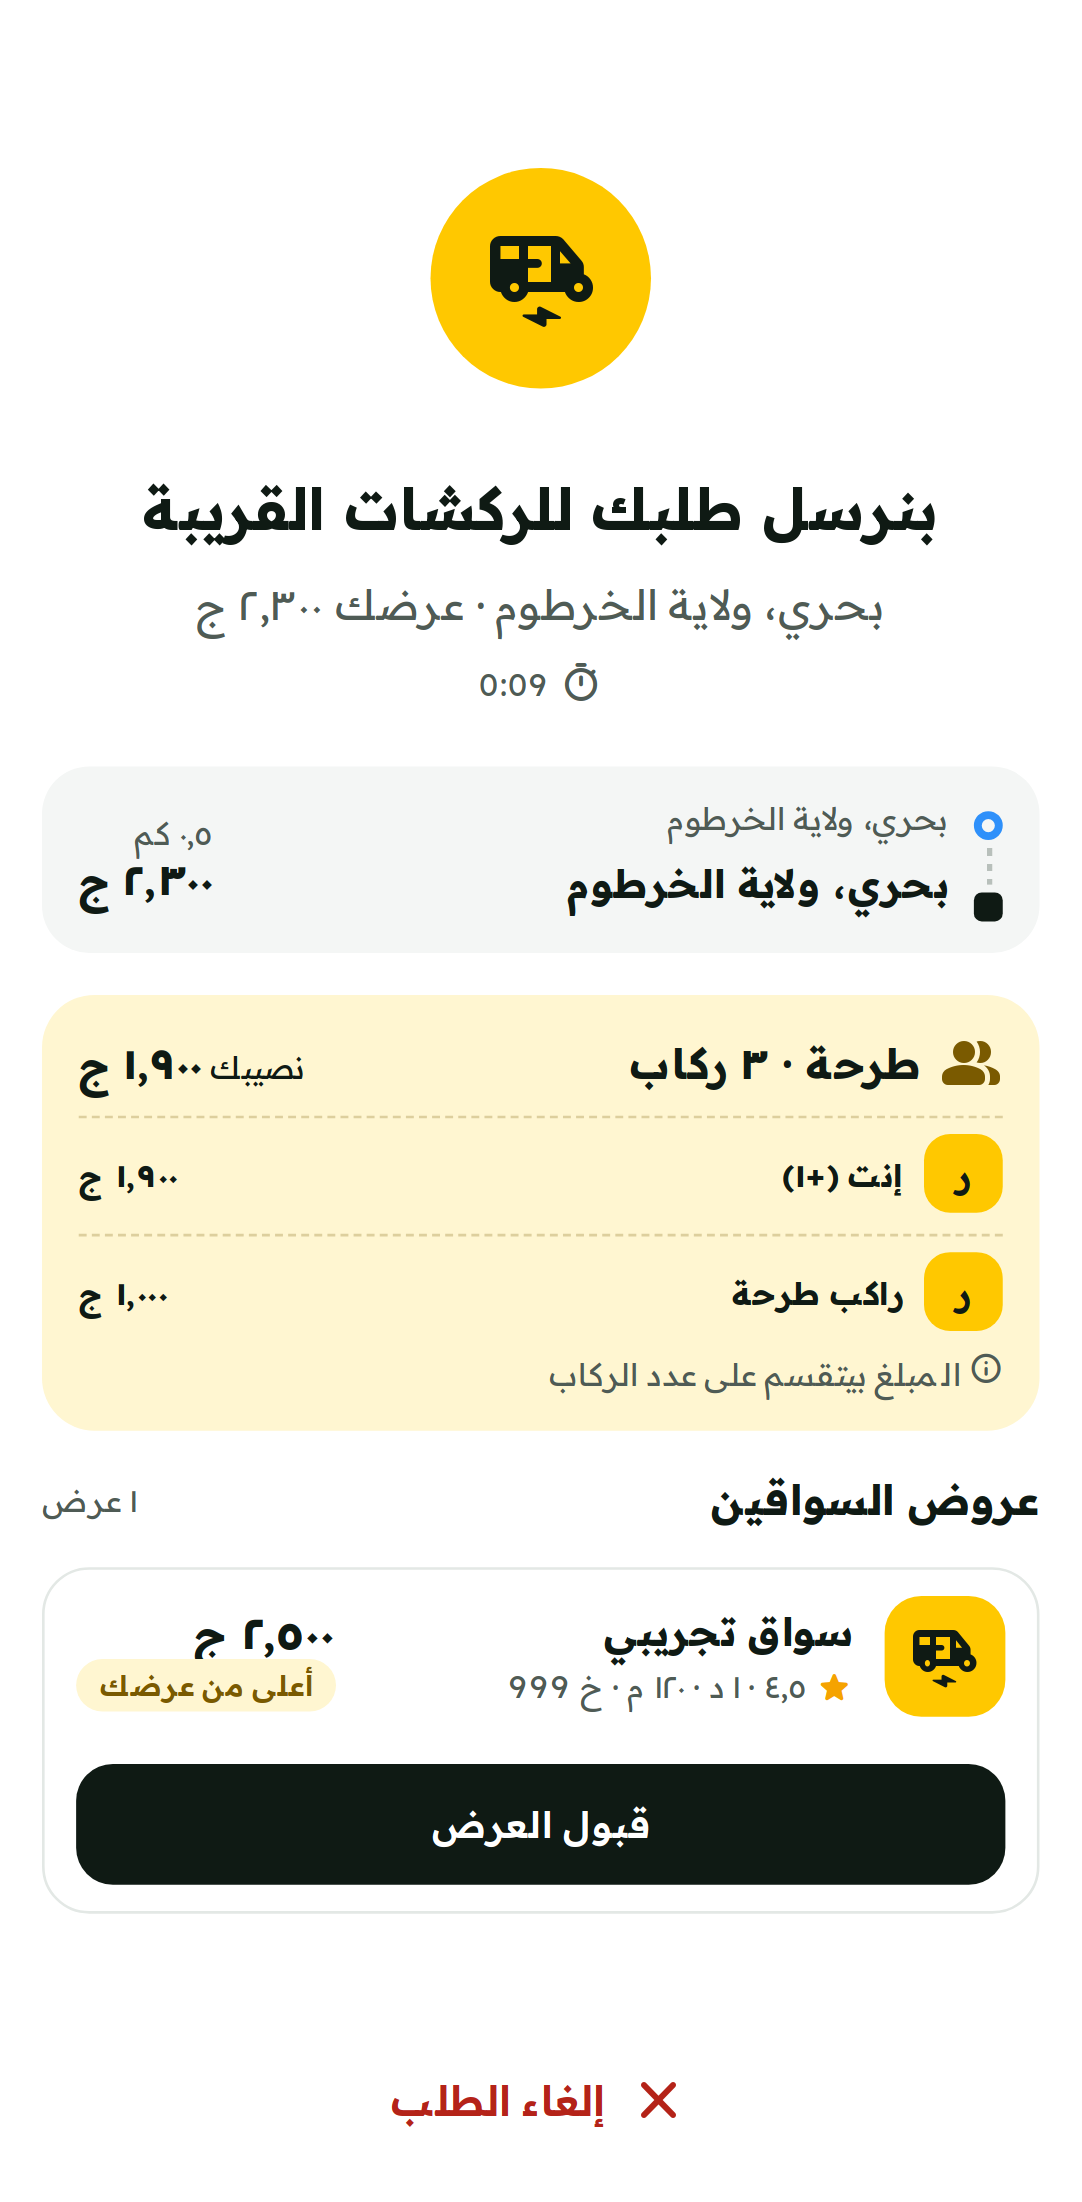 بنرسل طلبك للركشات القريبة
بحري، ولاية الخرطوم · عرضك ٢,٣٠٠ ج
0:09
بحري، ولاية الخرطوم
٠,٥ كم
بحري، ولاية الخرطوم
٢,٣٠٠ ج
طرحة · ٣ ركاب
نصيبك ١,٩٠٠ ج
ر
إنت (+١)
١,٩٠٠ ج
ر
راكب طرحة
١,٠٠٠ ج
المبلغ بيتقسم على عدد الركاب
عروض السواقين
١ عرض
سواق تجريبي
٢,٥٠٠ ج
٤,٥ · ١ د · ١٢٠٠ م · خ 999
أعلى من عرضك
قبول العرض
إلغاء الطلب